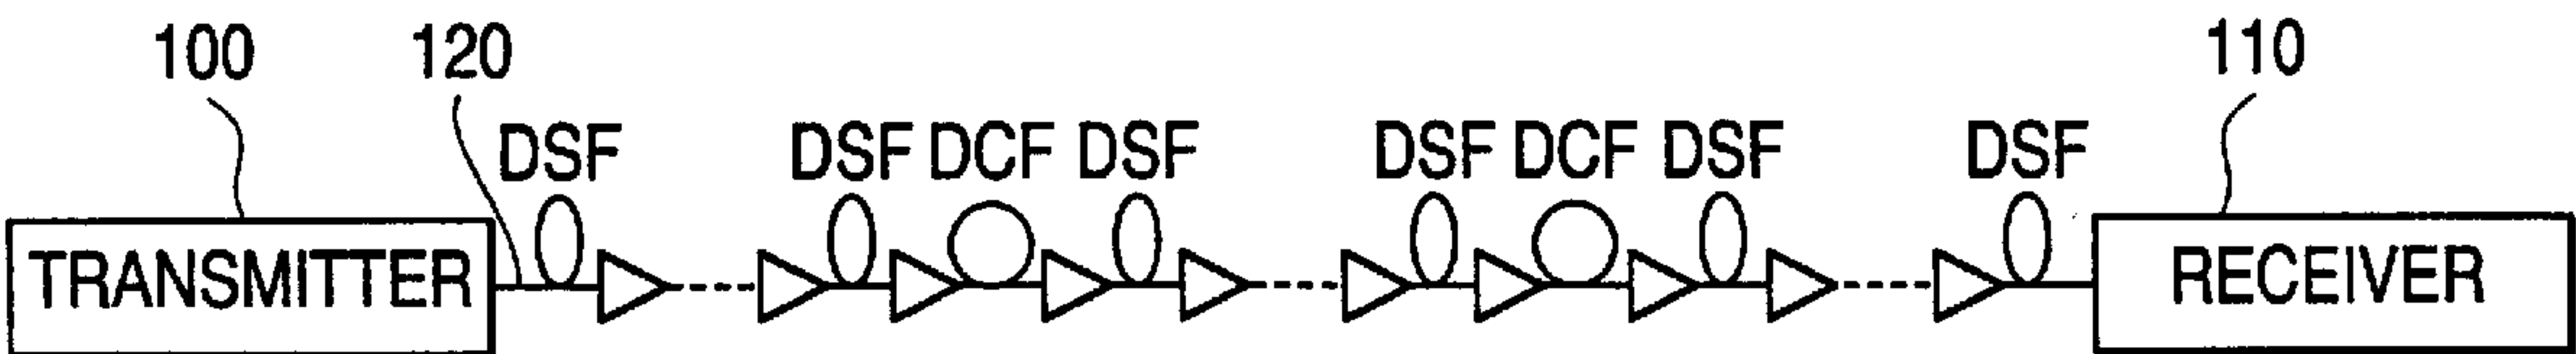 100 120 110
DSF DSF DCF DSF DSF DCF DSF DSF
TRANSMITTER RECEIVER